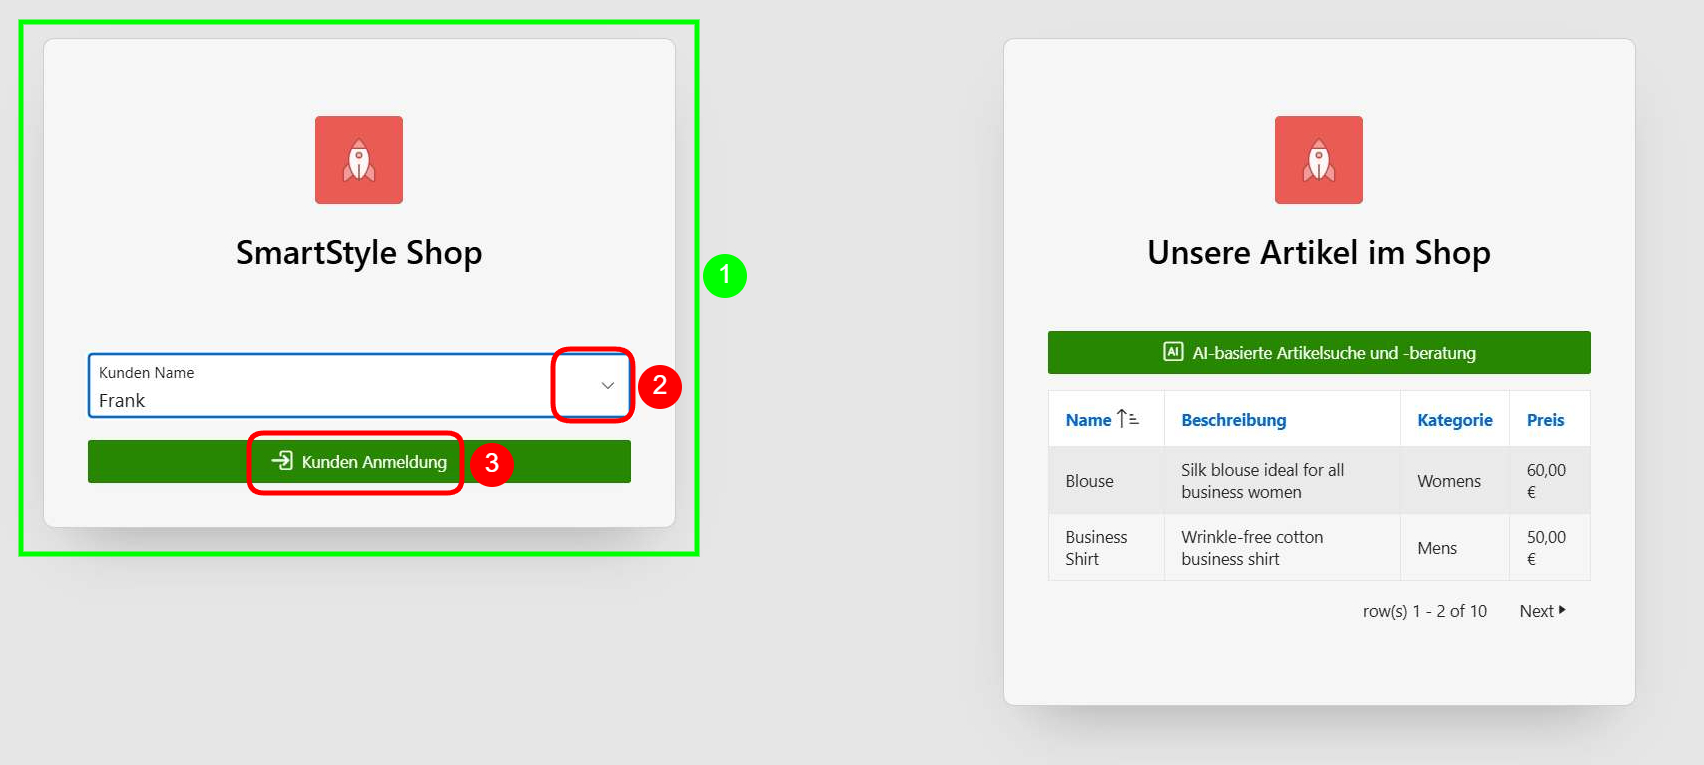 SmartStyle Shop
1
Kunden Name
Frank
2
Kunden Anmeldung
3
Unsere Artikel im Shop
AI AI-basierte Artikelsuche und -beratung
Name Beschreibung Kategorie Preis
Blouse
Silk blouse ideal for all
business women
Womens
60,00
€
Business
Shirt
Wrinkle-free cotton
business shirt
Mens
50,00
€
row(s) 1 - 2 of 10 Next